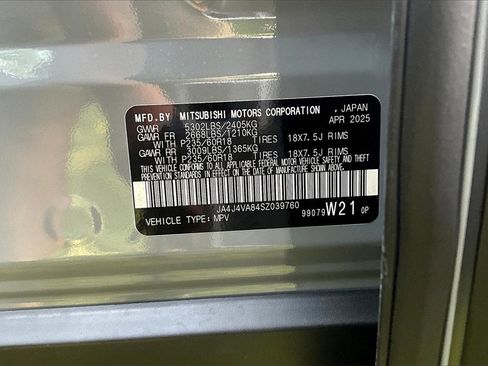 MFD.BY MITSUBISHI MOTORS CORPORATION , JAPAN
GVWR 5302LBS/2405KG APR 2025
GAWR FR 2668LBS/1210KG
WITH P235/60R18 TIRES 18X7.5J RIMS
GAWR RR 3009LBS/1365KG
WITH P235/60R18 TIRES 18X7.5J RIMS
THIS VEHICLE CONFORMS TO ALL APPLICABLE FEDERAL MOTOR VEHICLE SAFETY AND THEFT PREVENTION STANDARDS IN EFFECT ON THE DATE OF MANUFACTURE SHOWN ABOVE.
JA4J4VA84SZ039760
VEHICLE TYPE: MPV 99079 W21 0P